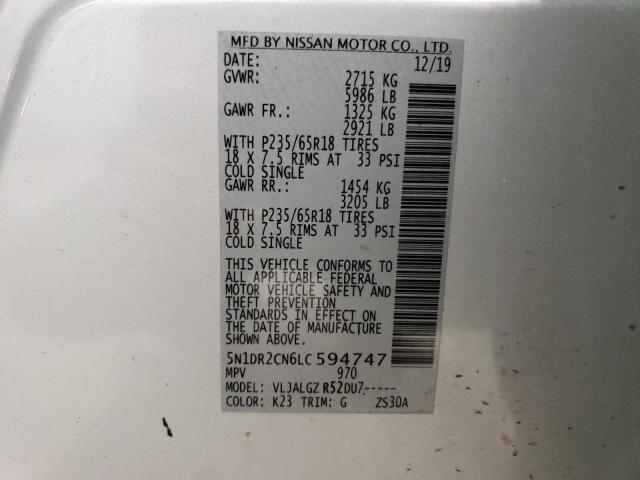 MFD BY NISSAN MOTOR CO., LTD.
DATE: 12/19
GVWR: 2715 KG
5986 LB
GAWR FR.: 1325 KG
2921 LB
WITH P235/65R18 TIRES
18 X 7.5 RIMS AT 33 PSI
COLD SINGLE
GAWR RR.: 1454 KG
3205 LB
WITH P235/65R18 TIRES
18 X 7.5 RIMS AT 33 PSI
COLD SINGLE
THIS VEHICLE CONFORMS TO
ALL APPLICABLE FEDERAL
MOTOR VEHICLE SAFETY AND
THEFT PREVENTION
STANDARDS IN EFFECT ON
THE DATE OF MANUFACTURE
SHOWN ABOVE.
5N1DR2CN6LC594747
MPV 970
MODEL: VLJALGZ R52DU7-----
COLOR: K23 TRIM: G ZS30A